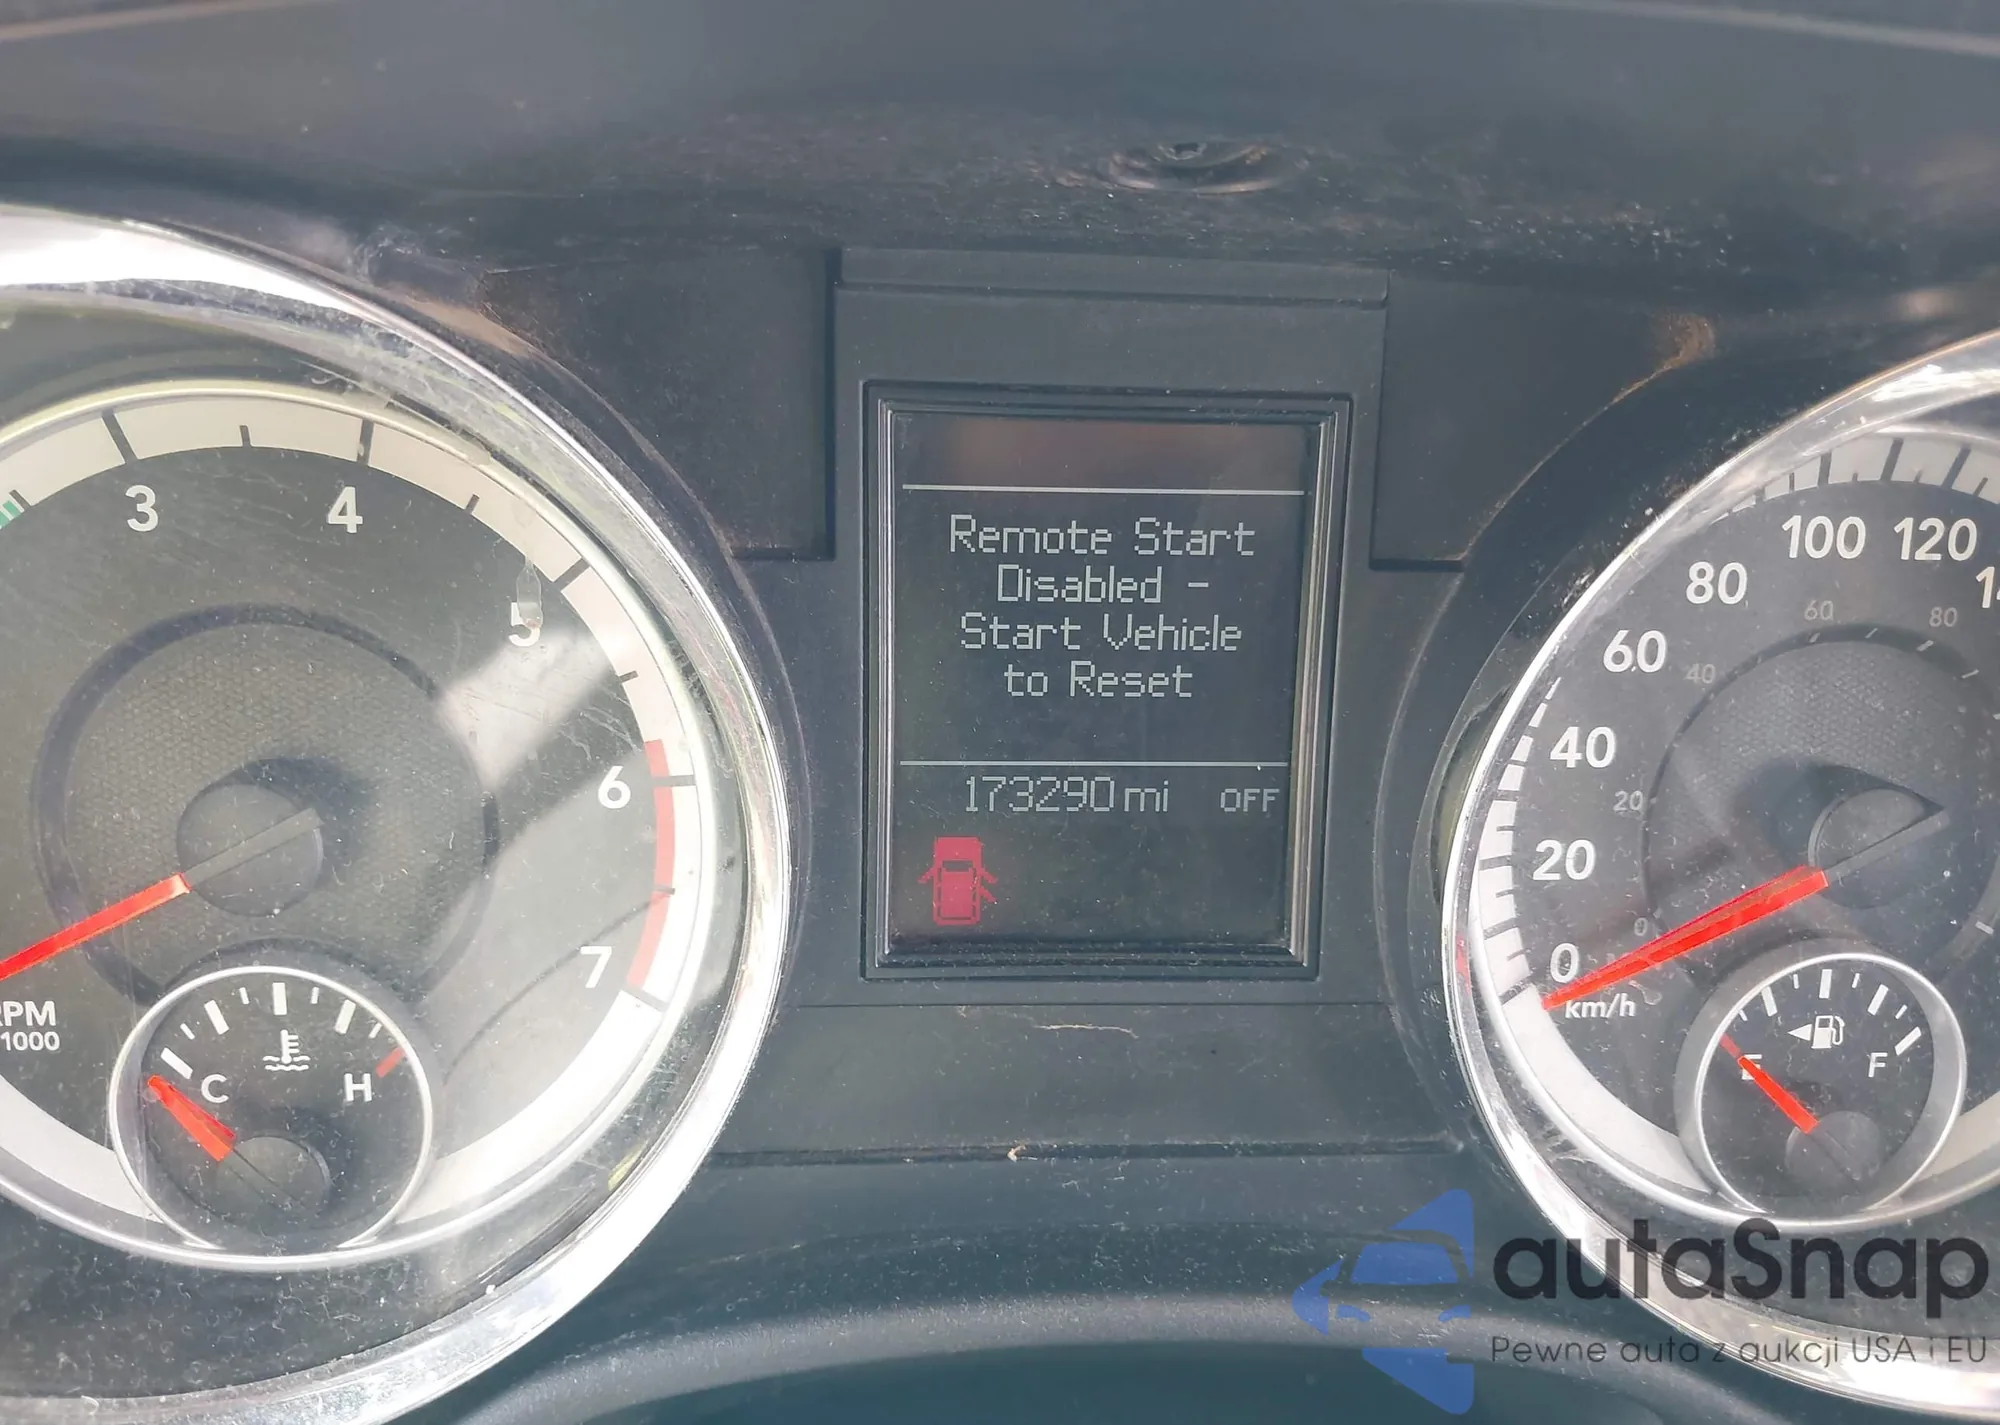 3
4
5
6
7
RPM
1000
C
H
Remote Start
Disabled -
Start Vehicle
to Reset
173290 mi OFF
0
20
40
60
80
100
120
0
20
40
60
80
km/h
E
F
autaSnap
Pewne auta z aukcji USA i EU